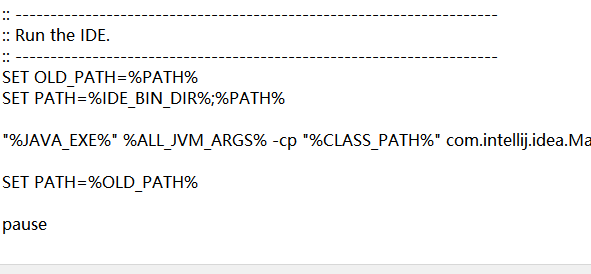 :: ---------------------------------------------------------------------
:: Run the IDE.
:: ---------------------------------------------------------------------
SET OLD_PATH=%PATH%
SET PATH=%IDE_BIN_DIR%;%PATH%
"%JAVA_EXE%" %ALL_JVM_ARGS% -cp "%CLASS_PATH%" com.intellij.idea.Ma
SET PATH=%OLD_PATH%
pause